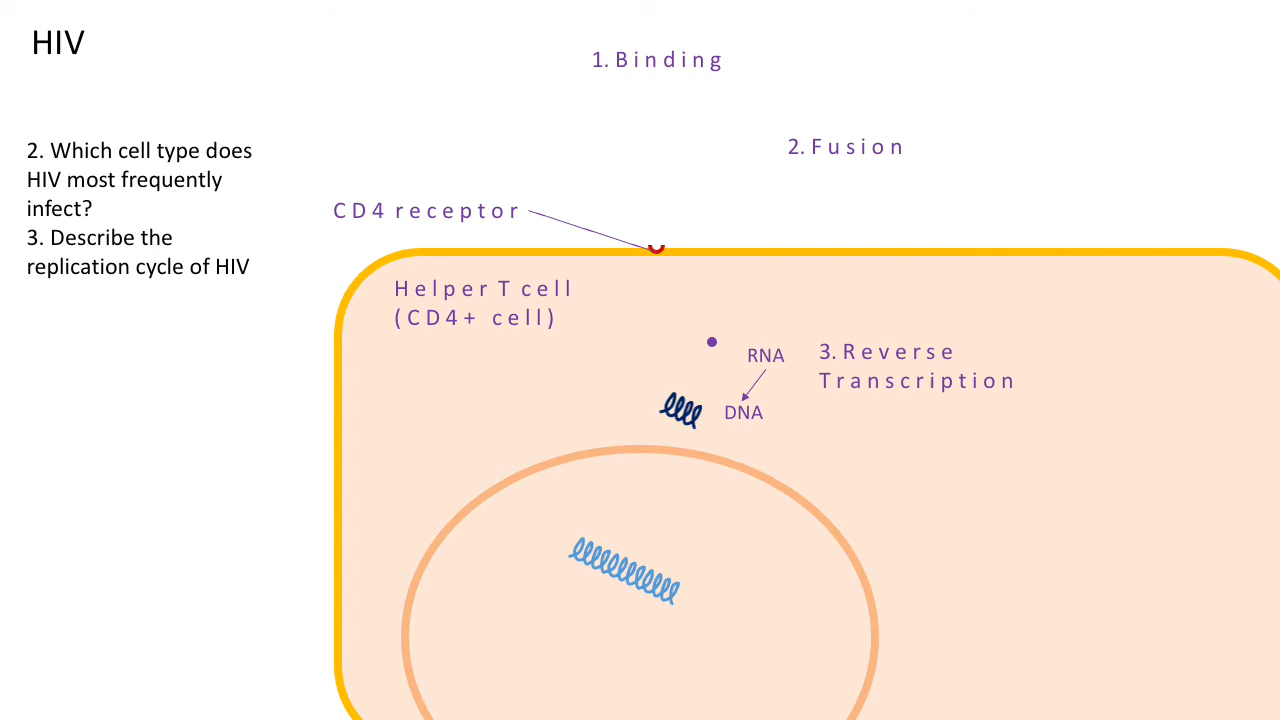 HIV
1. Binding
2. Fusion
2. Which cell type does
HIV most frequently
infect?
3. Describe the
replication cycle of HIV
CD4 receptor
Helper T cell
(CD4+ cell)
RNA
DNA
3. Reverse
Transcription